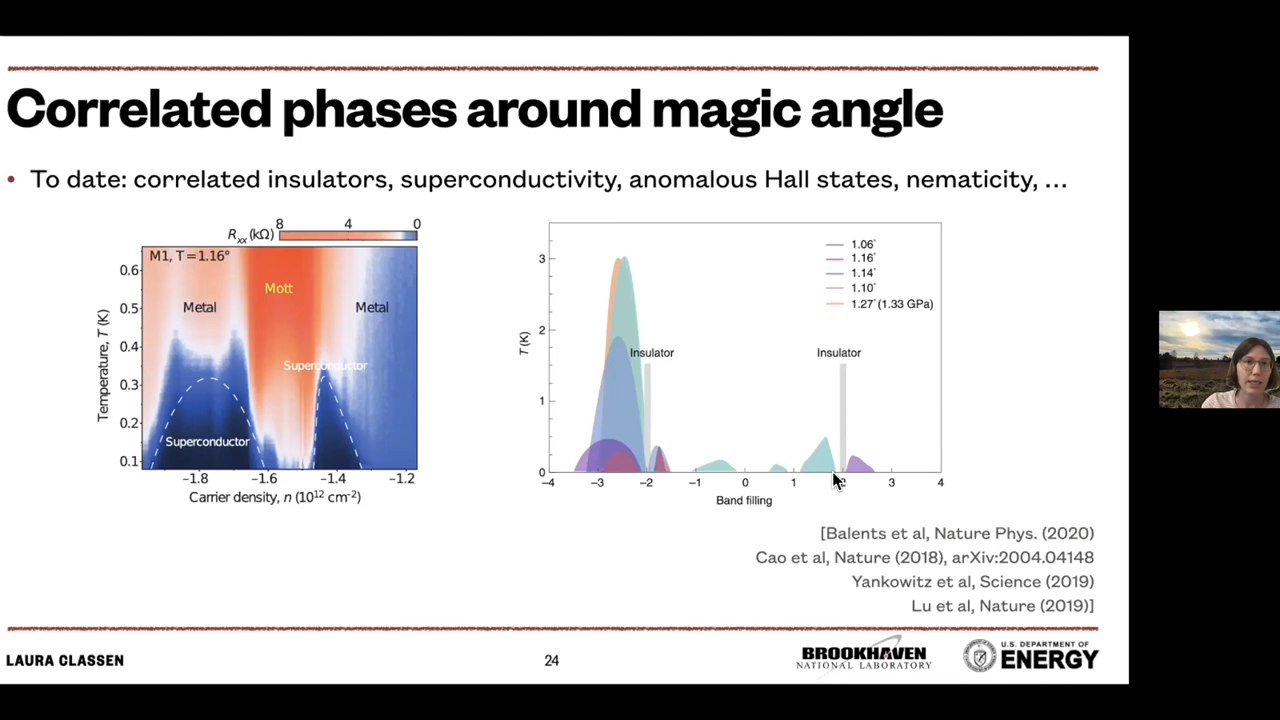 Correlated phases around magic angle
• To date: correlated insulators, superconductivity, anomalous Hall states, nematicity, …
8 4 0
Rxx (kΩ)
M1, T = 1.16°
Metal
Mott
Metal
Superconductor
Superconductor
Temperature, T (K)
0.6
0.5
0.4
0.3
0.2
0.1
−1.8 −1.6 −1.4 −1.2
Carrier density, n (10¹² cm⁻²)
1.06°
1.16°
1.14°
1.10°
1.27° (1.33 GPa)
Insulator
Insulator
T (K)
3
2
1
0
−4 −3 −2 −1 0 1 2 3 4
Band filling
[Balents et al, Nature Phys. (2020)
Cao et al, Nature (2018), arXiv:2004.04148
Yankowitz et al, Science (2019)
Lu et al, Nature (2019)]
LAURA CLASSEN
24
BROOKHAVEN
NATIONAL LABORATORY
U.S. DEPARTMENT OF
ENERGY